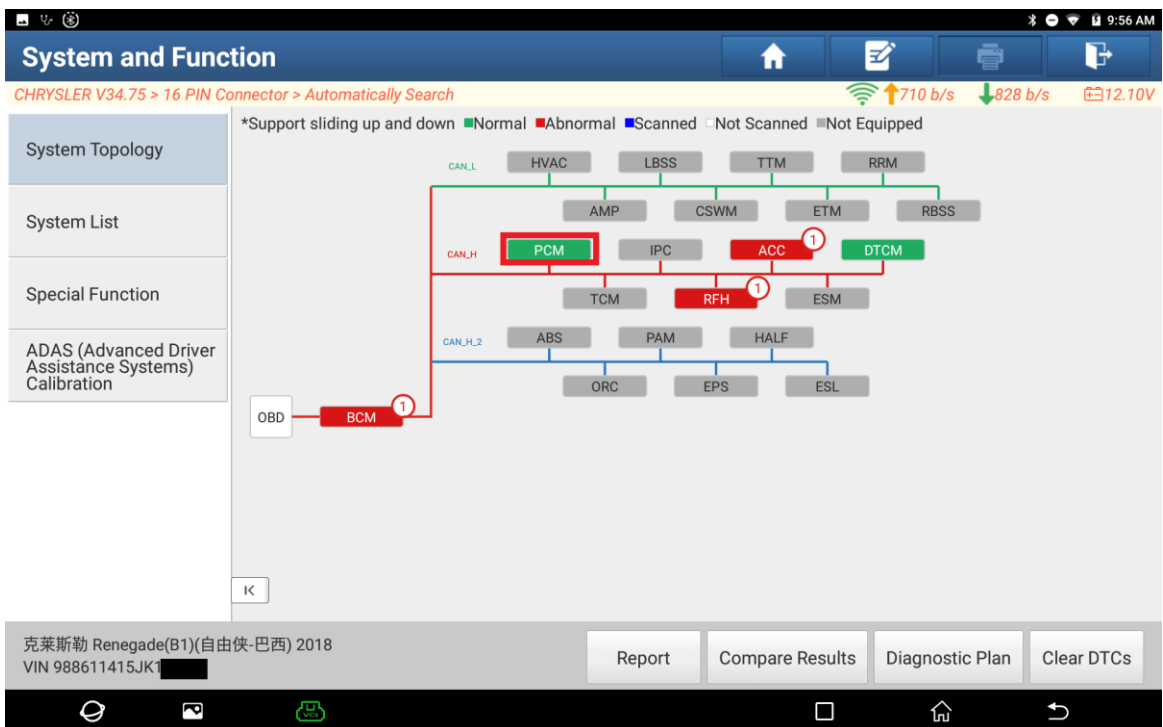 9:56 AM
System and Function
CHRYSLER V34.75 > 16 PIN Connector > Automatically Search
710 b/s 828 b/s 12.10V
System Topology
System List
Special Function
ADAS (Advanced Driver
Assistance Systems)
Calibration
*Support sliding up and down Normal Abnormal Scanned Not Scanned Not Equipped
CAN_L HVAC LBSS TTM RRM
AMP CSWM ETM RBSS
CAN_H PCM IPC ACC 1 DTCM
TCM RFH 1 ESM
CAN_H_2 ABS PAM HALF
ORC EPS ESL
OBD BCM 1
克莱斯勒 Renegade(B1)(自由侠-巴西) 2018
VIN 988611415JK1
Report Compare Results Diagnostic Plan Clear DTCs
VCI